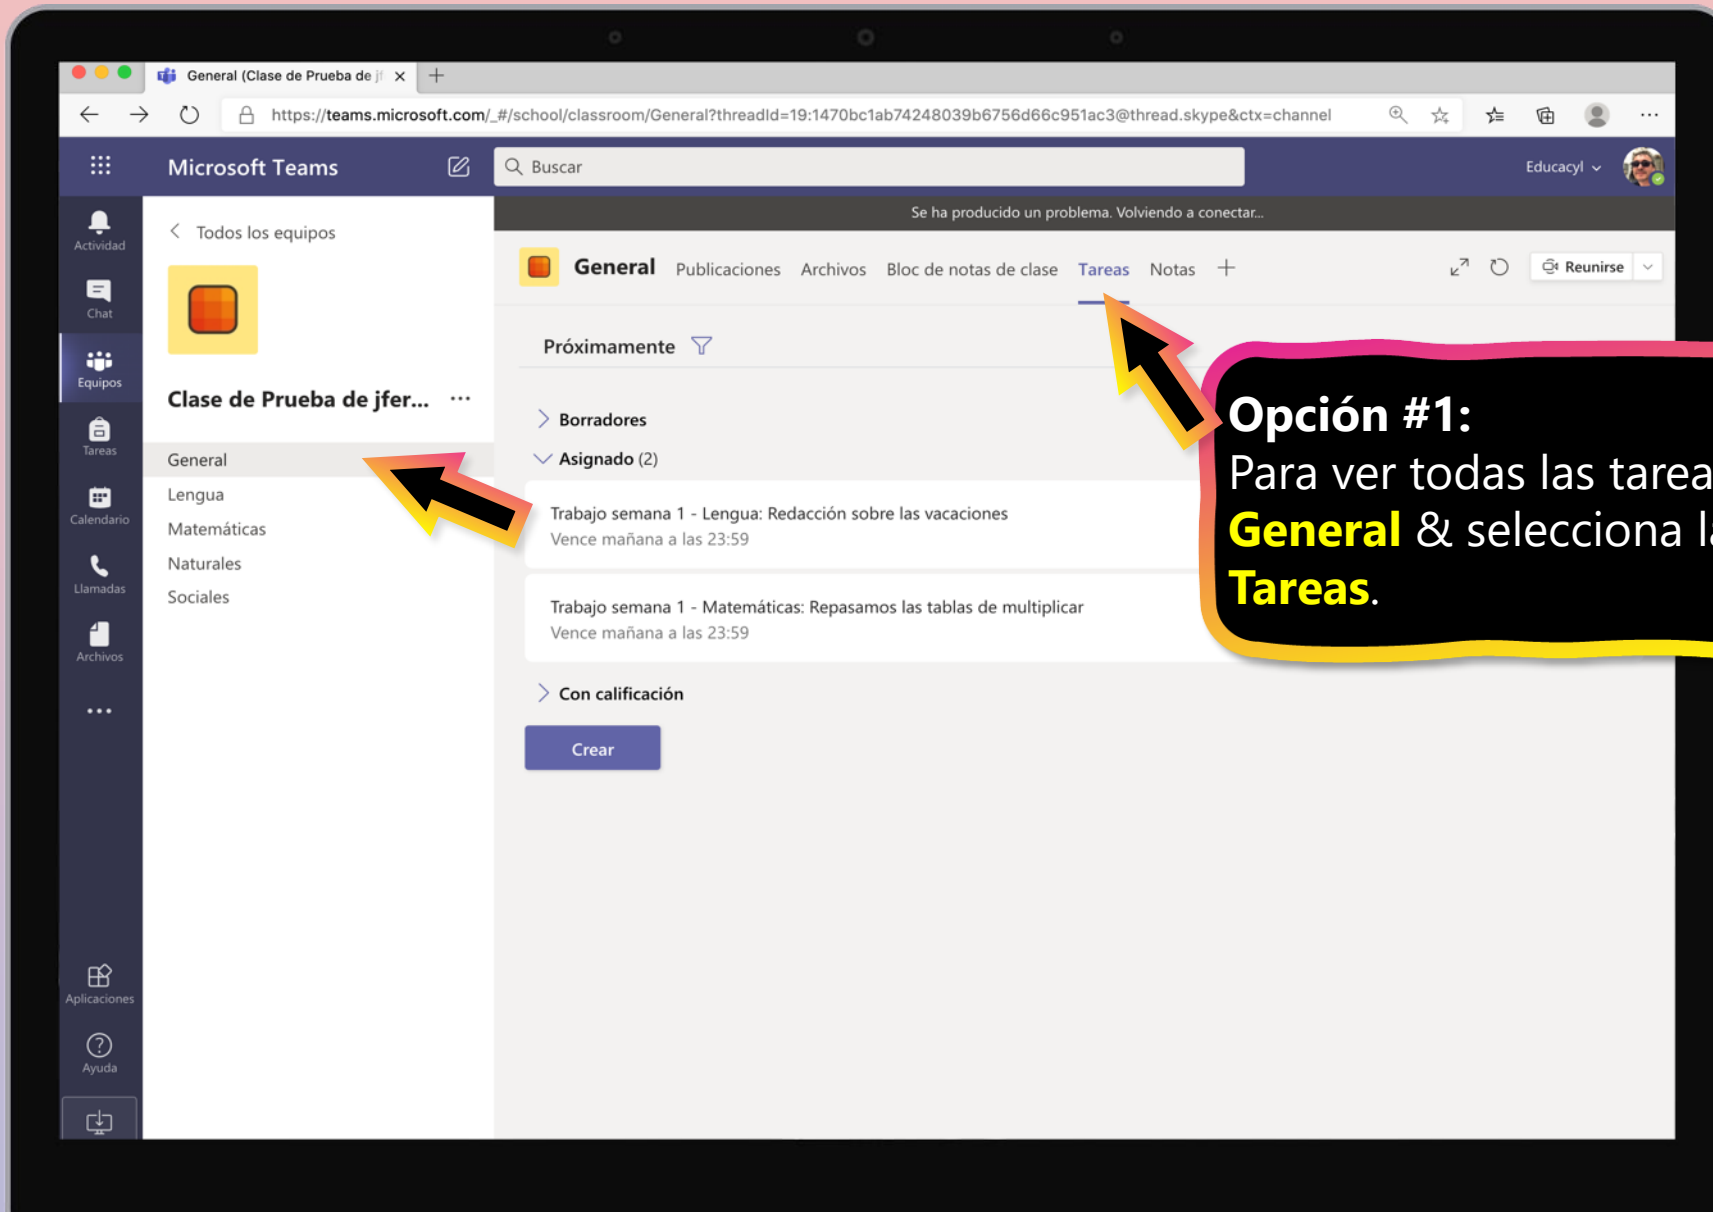 General (Clase de Prueba de jf
https://teams.microsoft.com/_#/school/classroom/General?threadId=19:1470bc1ab74248039b6756d66c951ac3@thread.skype&ctx=channel
Microsoft Teams
Buscar
Educacyl
Se ha producido un problema. Volviendo a conectar...
Actividad
Chat
Equipos
Tareas
Calendario
Llamadas
Archivos
Aplicaciones
Ayuda
Todos los equipos
Clase de Prueba de jfer...
General
Lengua
Matemáticas
Naturales
Sociales
General Publicaciones Archivos Bloc de notas de clase Tareas Notas
Reunirse
Próximamente
Borradores
Asignado (2)
Trabajo semana 1 - Lengua: Redacción sobre las vacaciones
Vence mañana a las 23:59
Trabajo semana 1 - Matemáticas: Repasamos las tablas de multiplicar
Vence mañana a las 23:59
Con calificación
Crear
Opción #1:
Para ver todas las tarea
General & selecciona la
Tareas.